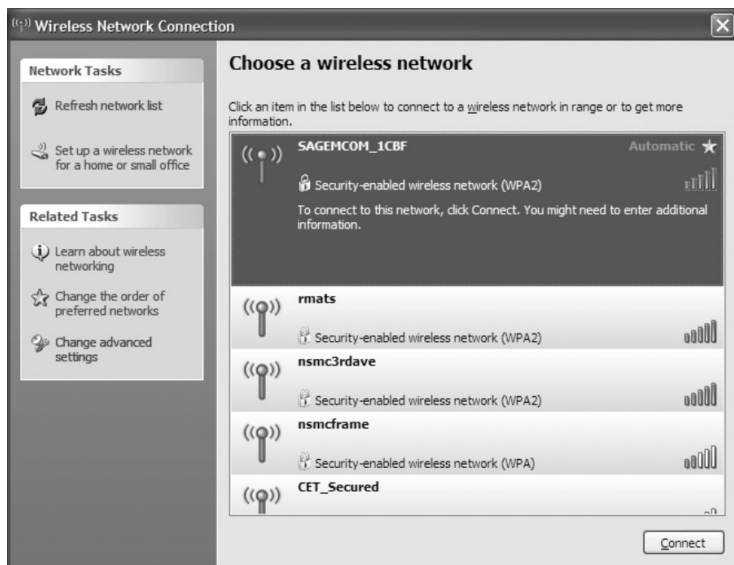 Wireless Network Connection
Network Tasks
Refresh network list
Set up a wireless network
for a home or small office
Related Tasks
Learn about wireless
networking
Change the order of
preferred networks
Change advanced
settings
Choose a wireless network
Click an item in the list below to connect to a wireless network in range or to get more
information.
SAGEMCOM_1CBF Automatic
Security-enabled wireless network (WPA2)
To connect to this network, click Connect. You might need to enter additional
information.
rmats
Security-enabled wireless network (WPA2)
nsmc3rdave
Security-enabled wireless network (WPA2)
nsmcframe
Security-enabled wireless network (WPA)
CET_Secured
Connect